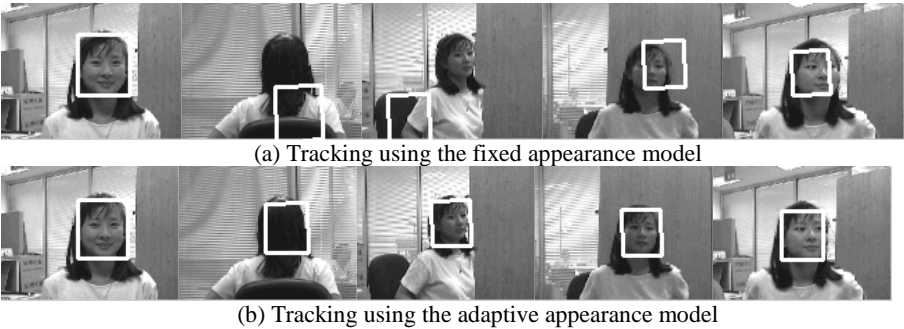 (a) Tracking using the fixed appearance model
(b) Tracking using the adaptive appearance model